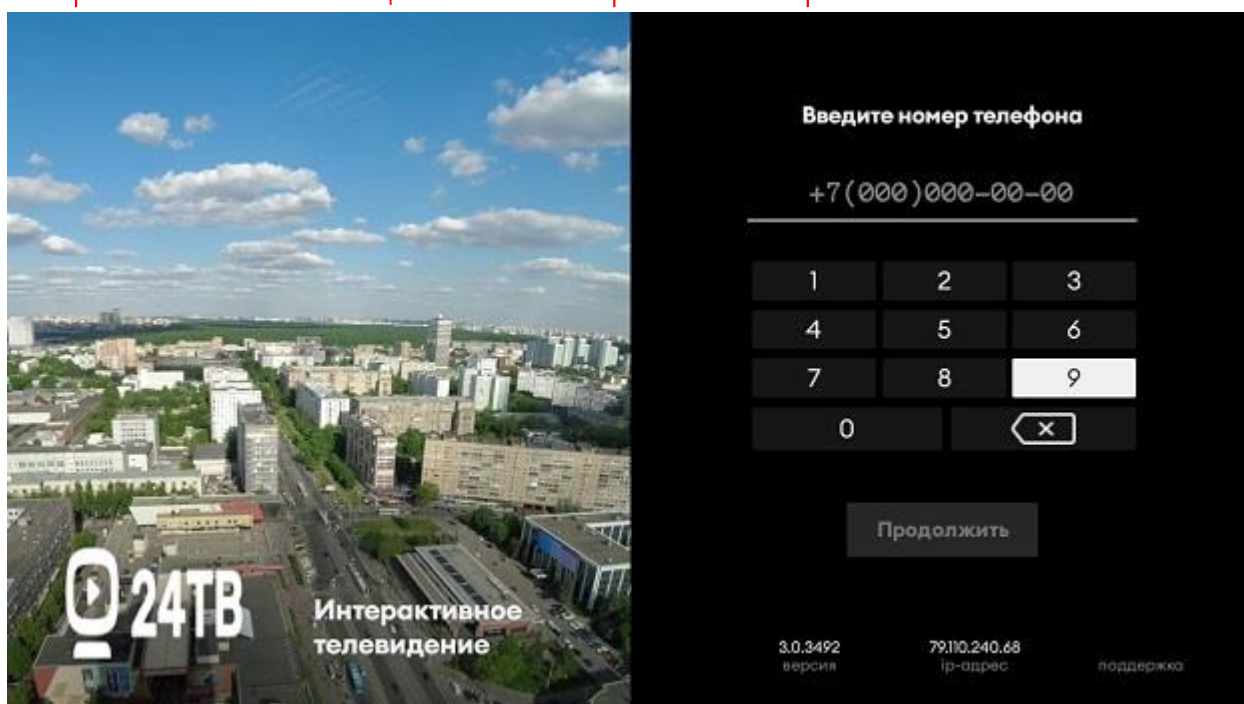 Введите номер телефона
+7(000)000-00-00
1 2 3
4 5 6
7 8 9
0 ×
Продолжить
24ТВ
Интерактивное
телевидение
3.0.3492 79.110.240.68
версия ip-адрес поддержка